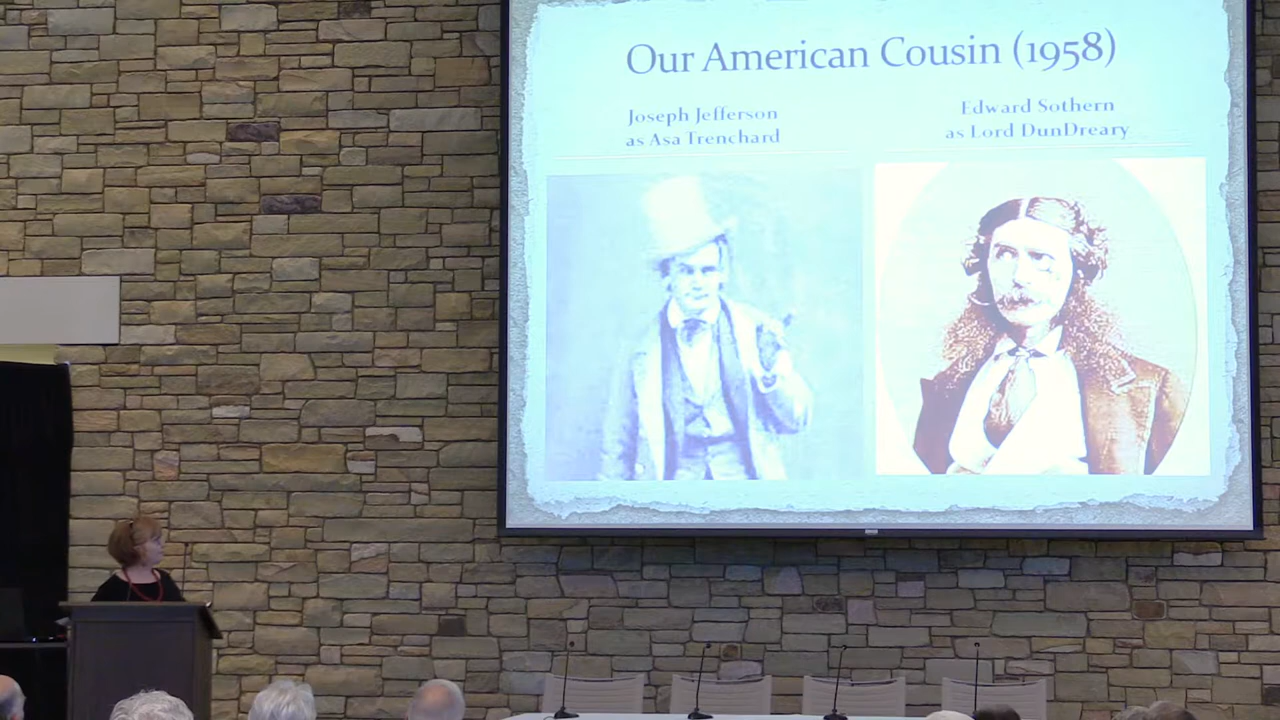 Our American Cousin (1958)
Joseph Jefferson
as Asa Trenchard
Edward Sothern
as Lord DunDreary